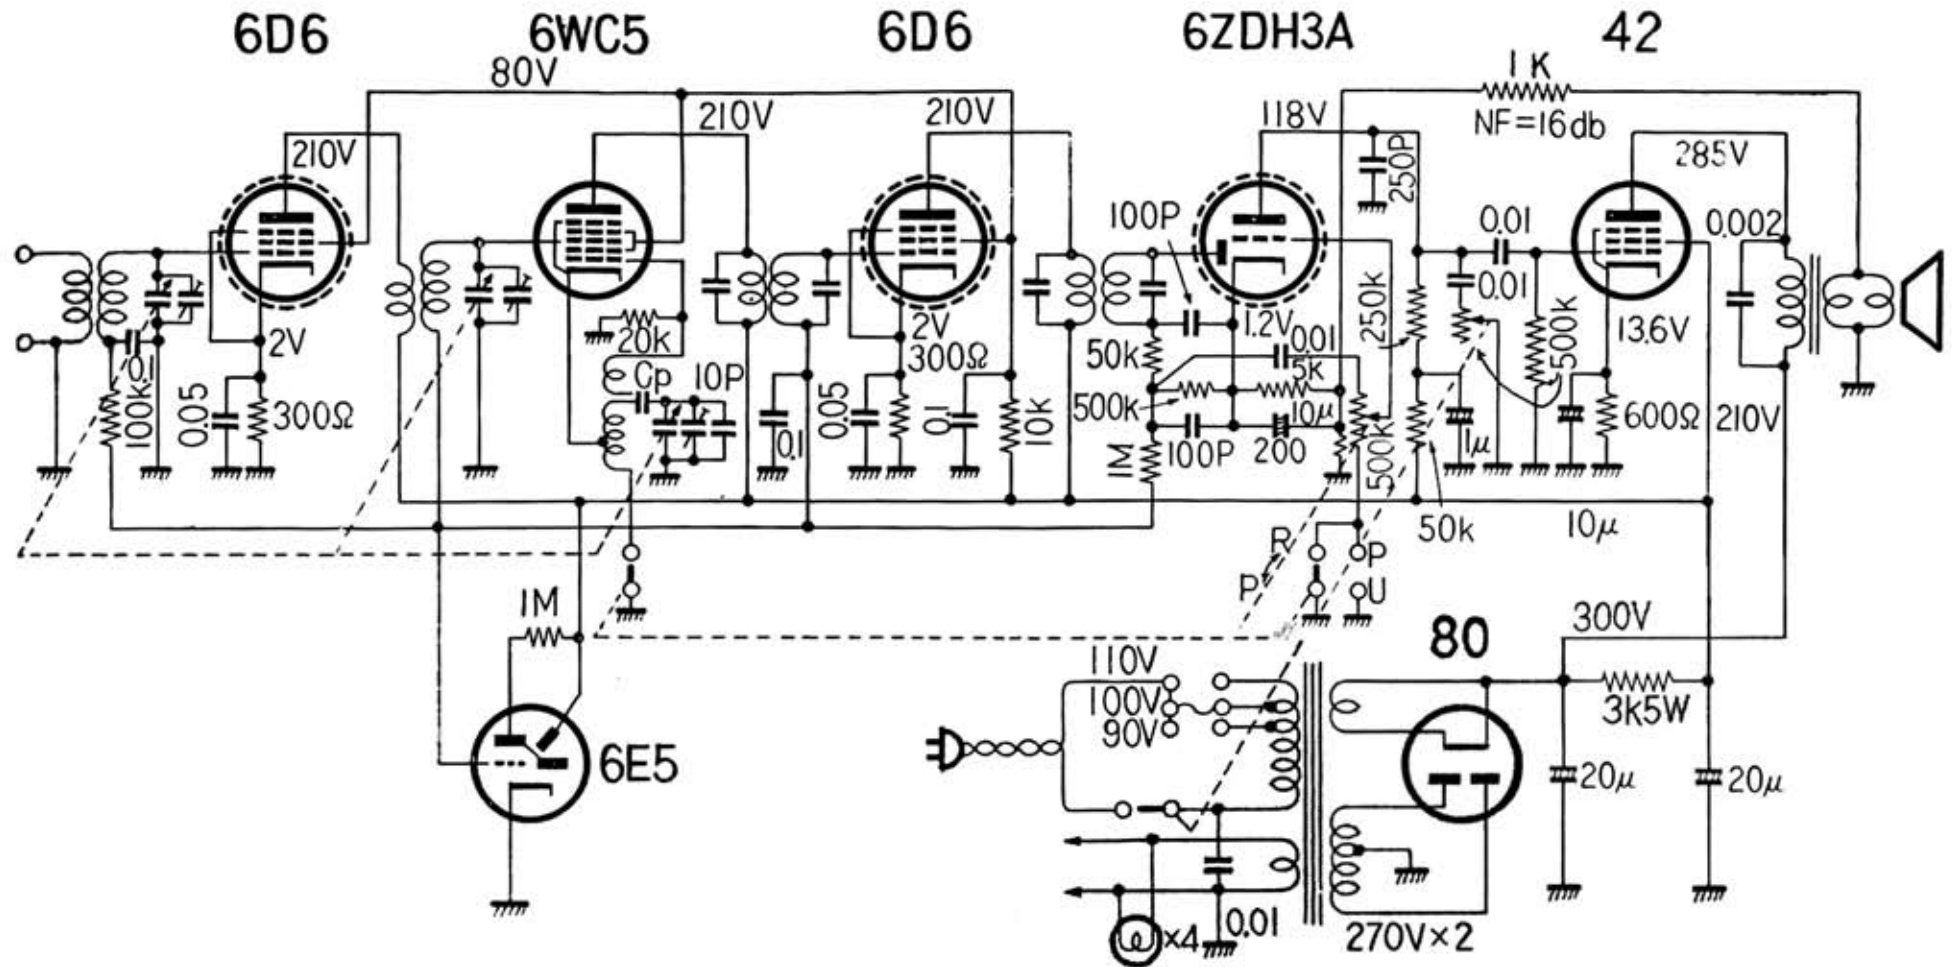 6D6
6WC5
6D6
6ZDH3A
42
80V
1K
NF=16db
210V
210V
210V
118V
250P
285V
100P
0.01
0.002
0.01
250k
500k
2V
20k
2V
1.2V
0.01
13.6V
0.1
Cp
10P
300Ω
50k
5k
100k
0.05
300Ω
0.1
0.05
0.1
10k
500k
10μ
1μ
600Ω
210V
1M
100P
200
500k
50k
10μ
R
P
P
U
1M
300V
80
110V
100V
90V
3k5W
6E5
20μ
20μ
×4
0.01
270V×2